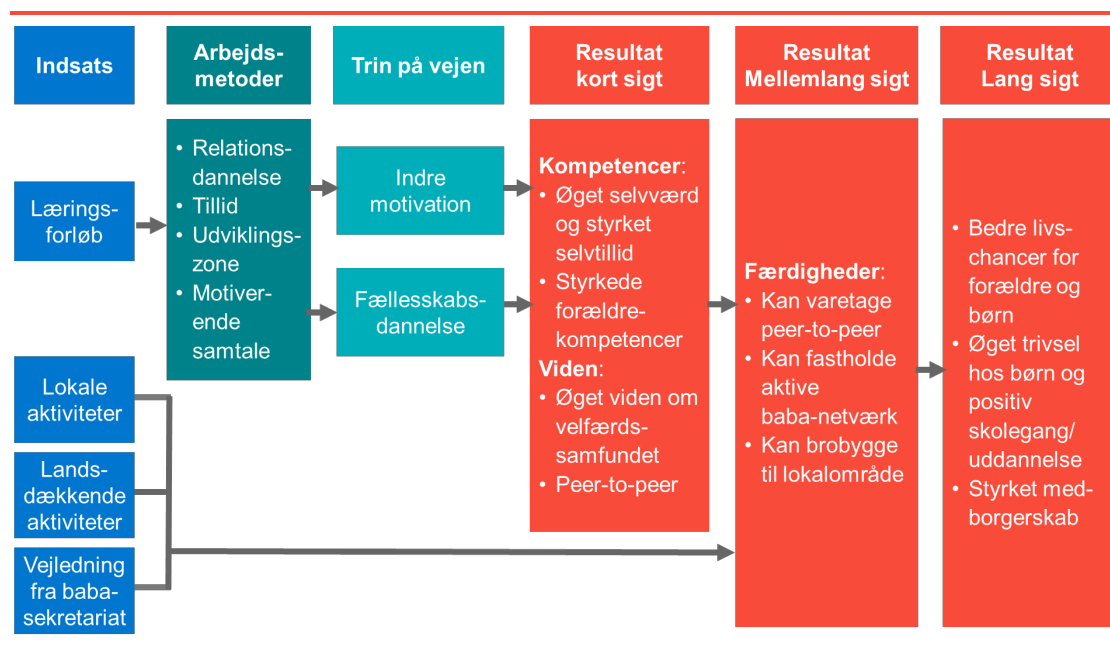 Indsats
Arbejds-
metoder
Trin på vejen
Resultat
kort sigt
Resultat
Mellemlang sigt
Resultat
Lang sigt
Lærings-
forløb
Lokale
aktiviteter
Lands-
dækkende
aktiviteter
Vejledning
fra baba-
sekretariat
• Relations-
dannelse
• Tillid
• Udviklings-
zone
• Motiver-
ende
samtale
Indre
motivation
Fællesskabs-
dannelse
Kompetencer:
• Øget selvværd
og styrket
selvtillid
• Styrkede
forældre-
kompetencer
Viden:
• Øget viden om
velfærds-
samfundet
• Peer-to-peer
Færdigheder:
• Kan varetage
peer-to-peer
• Kan fastholde
aktive
baba-netværk
• Kan brobygge
til lokalområde
• Bedre livs-
chancer for
forældre og
børn
• Øget trivsel
hos børn og
positiv
skolegang/
uddannelse
• Styrket med-
borgerskab